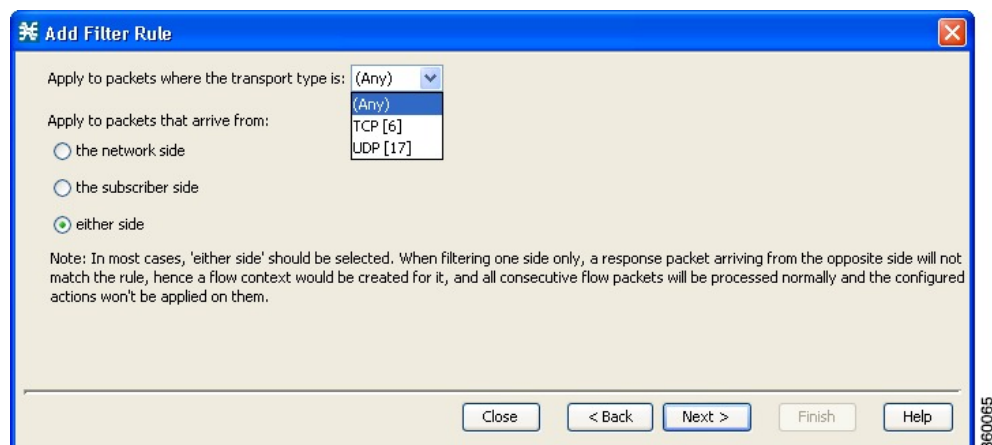 Add Filter Rule
Apply to packets where the transport type is: (Any)
(Any)
TCP [6]
UDP [17]
Apply to packets that arrive from:
the network side
the subscriber side
either side
Note: In most cases, 'either side' should be selected. When filtering one side only, a response packet arriving from the opposite side will not
match the rule, hence a flow context would be created for it, and all consecutive flow packets will be processed normally and the configured
actions won't be applied on them.
Close
< Back
Next >
Finish
Help